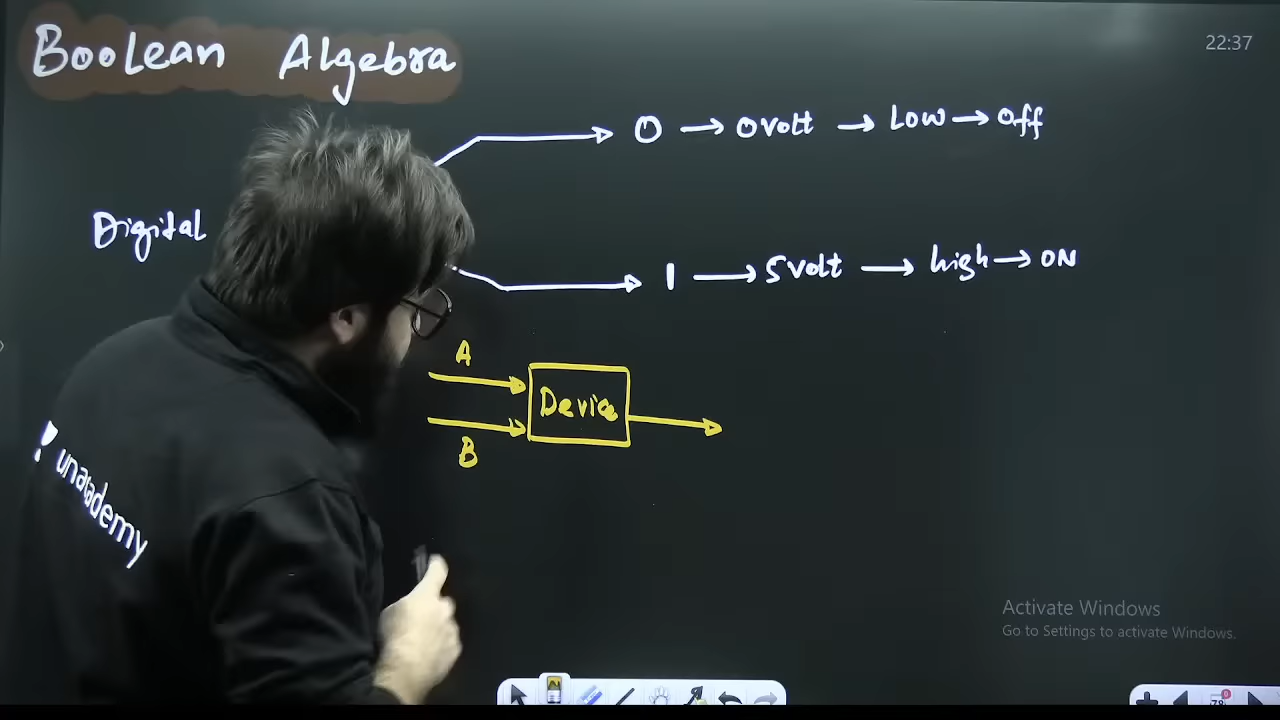 Boolean Algebra
22:37
0 → 0volt → Low → Off
Digital
1 → 5volt → high → ON
A
Device
B
unacademy
Activate Windows
Go to Settings to activate Windows.